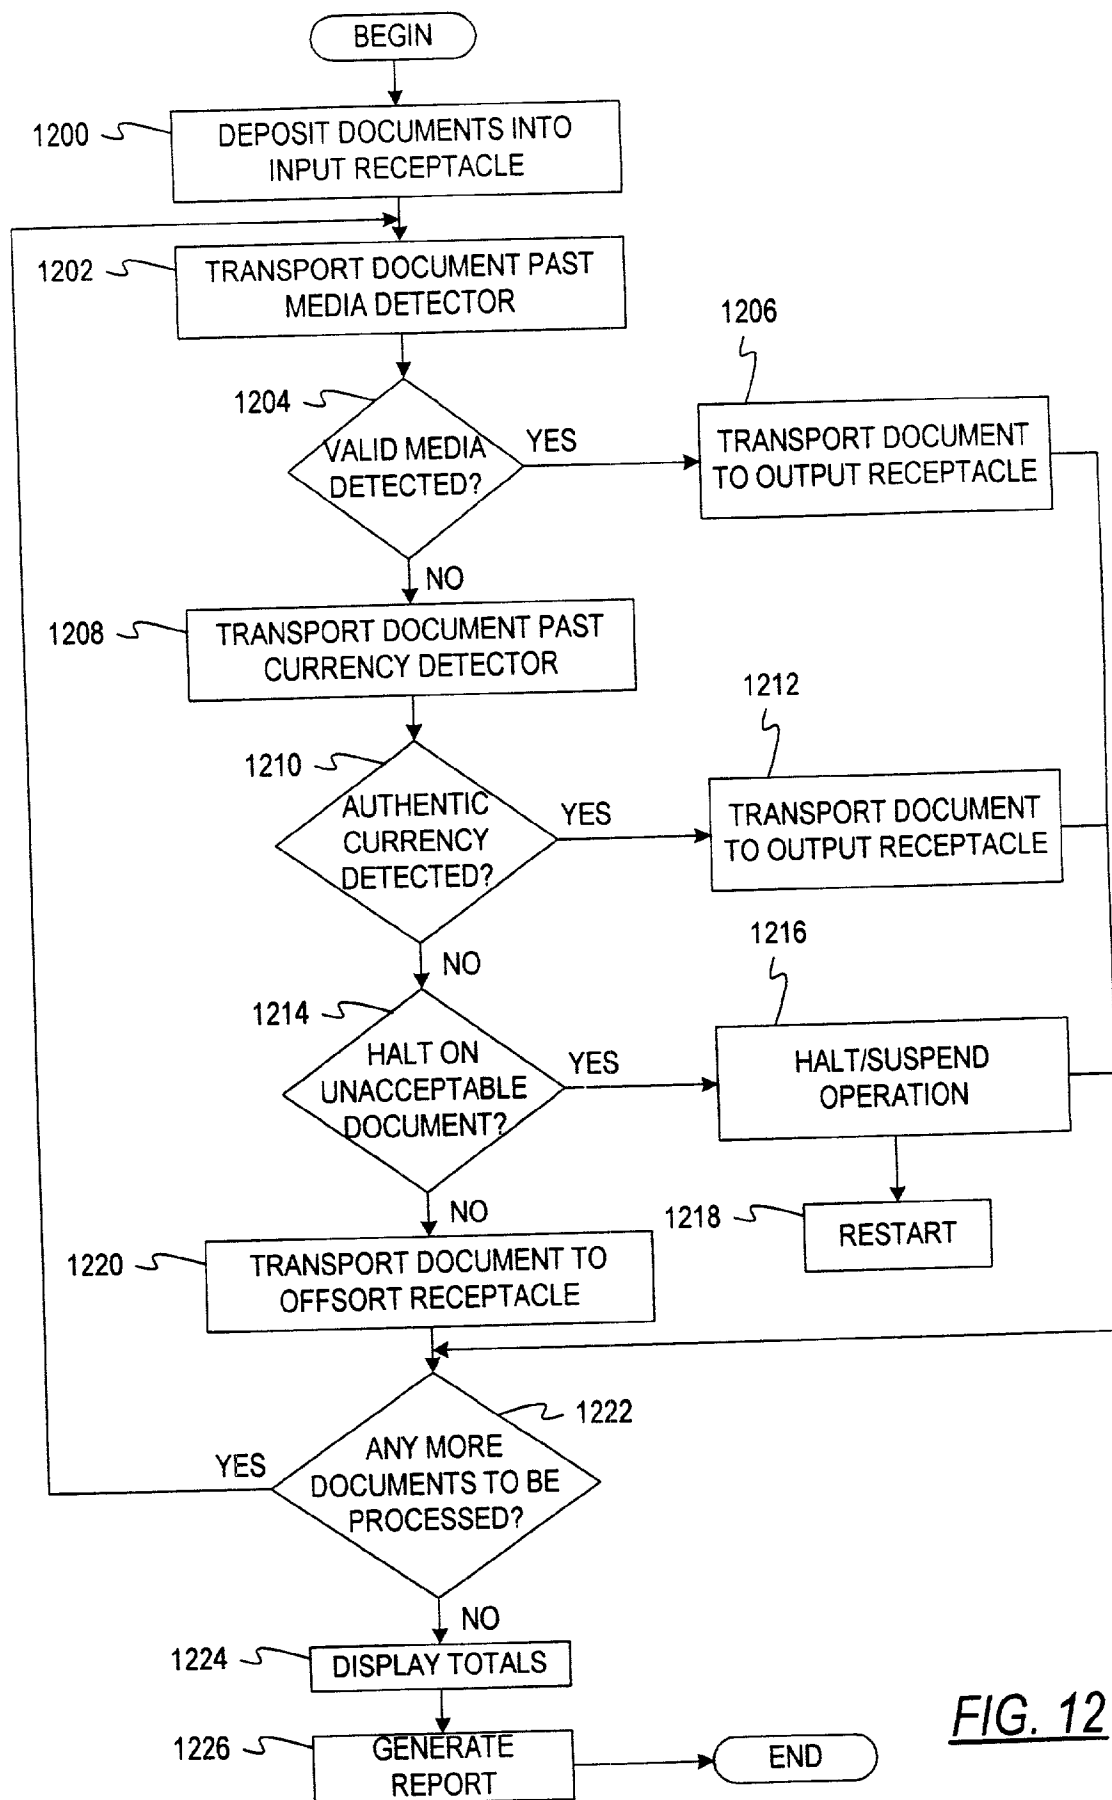 BEGIN
1200
DEPOSIT DOCUMENTS INTO
INPUT RECEPTACLE
1202
TRANSPORT DOCUMENT PAST
MEDIA DETECTOR
1204
VALID MEDIA
DETECTED?
YES
1206
TRANSPORT DOCUMENT
TO OUTPUT RECEPTACLE
NO
1208
TRANSPORT DOCUMENT PAST
CURRENCY DETECTOR
1210
AUTHENTIC
CURRENCY
DETECTED?
YES
1212
TRANSPORT DOCUMENT
TO OUTPUT RECEPTACLE
NO
1214
HALT ON
UNACCEPTABLE
DOCUMENT?
YES
1216
HALT/SUSPEND
OPERATION
1218
RESTART
NO
1220
TRANSPORT DOCUMENT TO
OFFSORT RECEPTACLE
1222
ANY MORE
DOCUMENTS TO BE
PROCESSED?
YES
NO
1224
DISPLAY TOTALS
1226
GENERATE
REPORT
END
FIG. 12